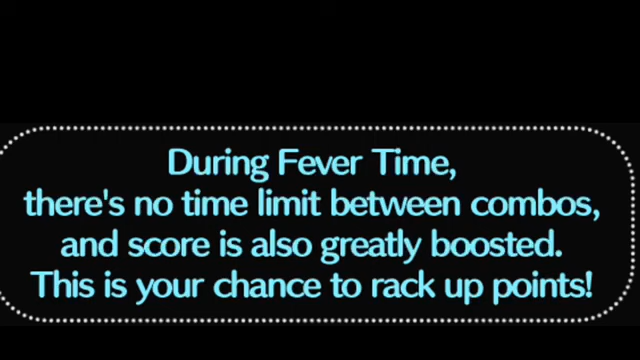 During Fever Time,
there's no time limit between combos,
and score is also greatly boosted.
This is your chance to rack up points!